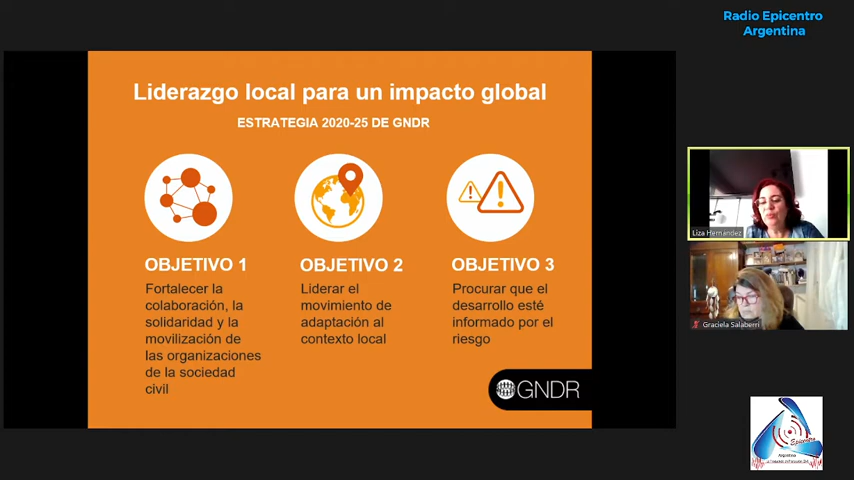 Radio Epicentro
Argentina
Liderazgo local para un impacto global
ESTRATEGIA 2020-25 DE GNDR
OBJETIVO 1
Fortalecer la
colaboración, la
solidaridad y la
movilización de
las organizaciones
de la sociedad
civil
OBJETIVO 2
Liderar el
movimiento de
adaptación al
contexto local
OBJETIVO 3
Procurar que el
desarrollo esté
informado por el
riesgo
GNDR
Liza Hernandez
Graciela Salaberri
Epicentro
Argentina